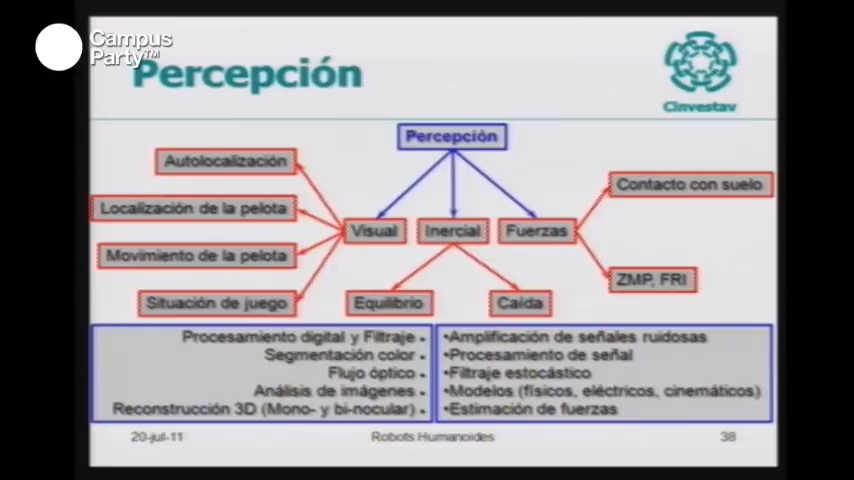 Campus
Party™
Percepción
Cinvestav
Percepción
Autolocalización
Contacto con suelo
Localización de la pelota
Visual
Inercial
Fuerzas
Movimiento de la pelota
ZMP, FRI
Situación de juego
Equilibrio
Caída
Procesamiento digital y Filtraje •
Segmentación color •
Flujo óptico •
Análisis de imágenes •
Reconstrucción 3D (Mono- y bi-nocular) •
•Amplificación de señales ruidosas
•Procesamiento de señal
•Filtraje estocástico
•Modelos (físicos, eléctricos, cinemáticos)
•Estimación de fuerzas
20-jul-11
Robots Humanoides
38